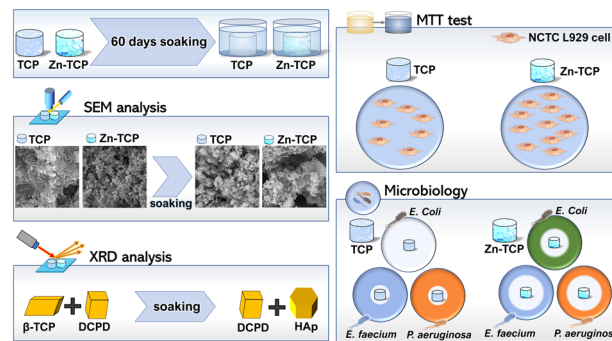 60 days soaking
TCP Zn-TCP
TCP Zn-TCP
SEM analysis
TCP Zn-TCP
TCP Zn-TCP
soaking
XRD analysis
soaking
β-TCP DCPD
DCPD HAp
MTT test
NCTC L929 cell
TCP
Zn-TCP
Microbiology
E. Coli
E. Coli
TCP
Zn-TCP
E. faecium P. aeruginosa
E. faecium P. aeruginosa